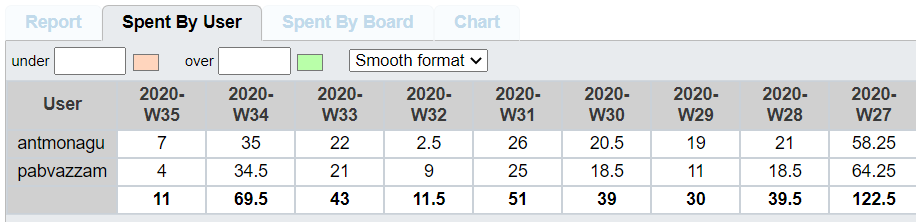 Report Spent By User Spent By Board Chart
under over Smooth format
User 2020-W35 2020-W34 2020-W33 2020-W32 2020-W31 2020-W30 2020-W29 2020-W28 2020-W27
antmonagu 7 35 22 2.5 26 20.5 19 21 58.25
pabvazzam 4 34.5 21 9 25 18.5 11 18.5 64.25
11 69.5 43 11.5 51 39 30 39.5 122.5